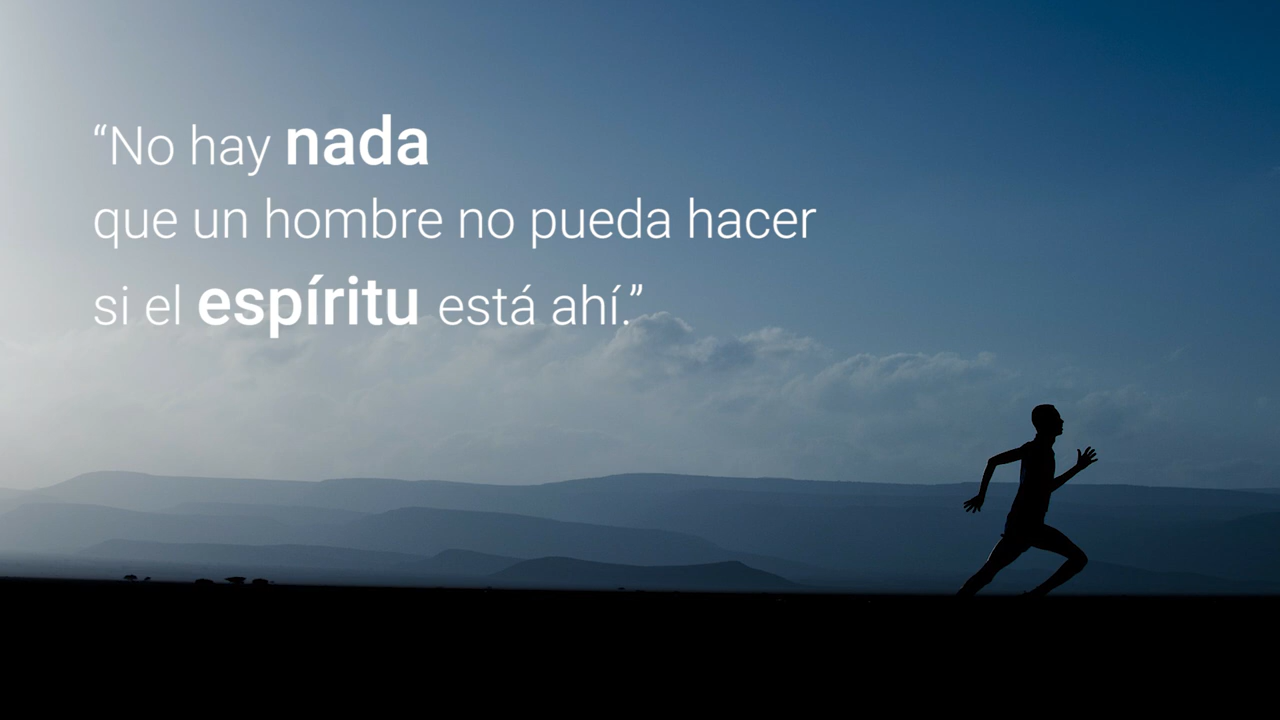 “No hay nada
que un hombre no pueda hacer
si el espíritu está ahí.”